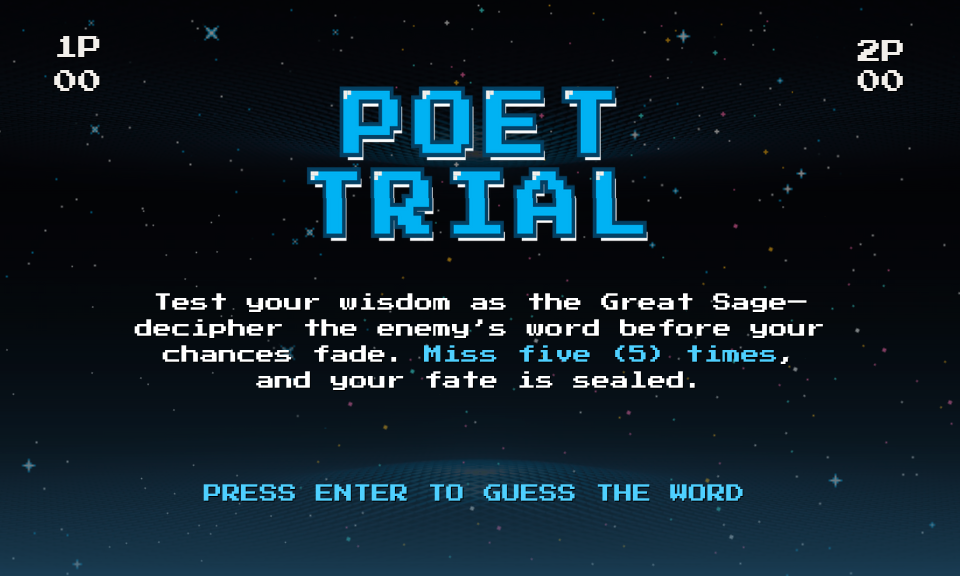 1P
00
2P
00
POET
TRIAL
Test your wisdom as the Great Sage—
decipher the enemy's word before your
chances fade. Miss five (5) times,
and your fate is sealed.
PRESS ENTER TO GUESS THE WORD